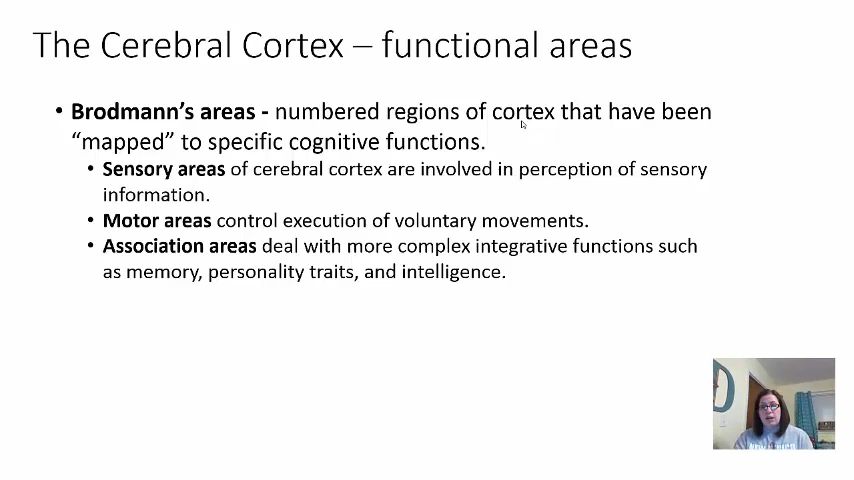 The Cerebral Cortex – functional areas
• Brodmann’s areas - numbered regions of cortex that have been
“mapped” to specific cognitive functions.
• Sensory areas of cerebral cortex are involved in perception of sensory
information.
• Motor areas control execution of voluntary movements.
• Association areas deal with more complex integrative functions such
as memory, personality traits, and intelligence.
D